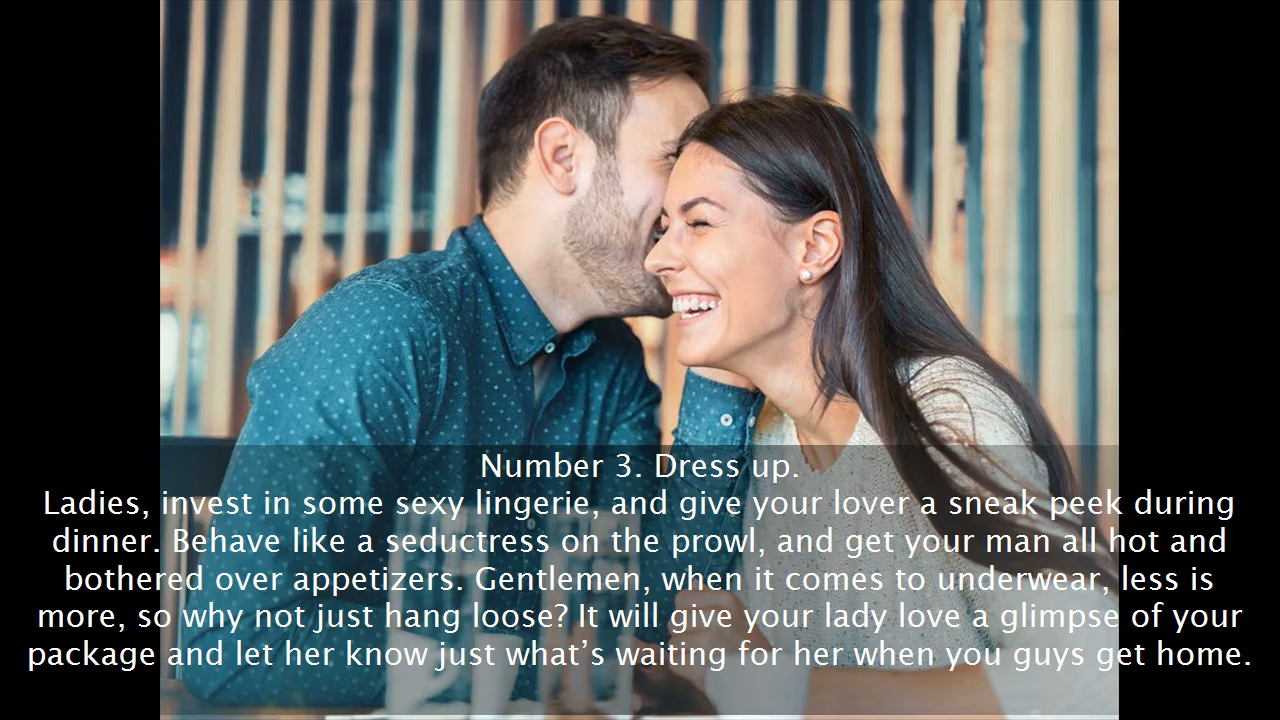 Number 3. Dress up.
Ladies, invest in some sexy lingerie, and give your lover a sneak peek during
dinner. Behave like a seductress on the prowl, and get your man all hot and
bothered over appetizers. Gentlemen, when it comes to underwear, less is
more, so why not just hang loose? It will give your lady love a glimpse of your
package and let her know just what’s waiting for her when you guys get home.